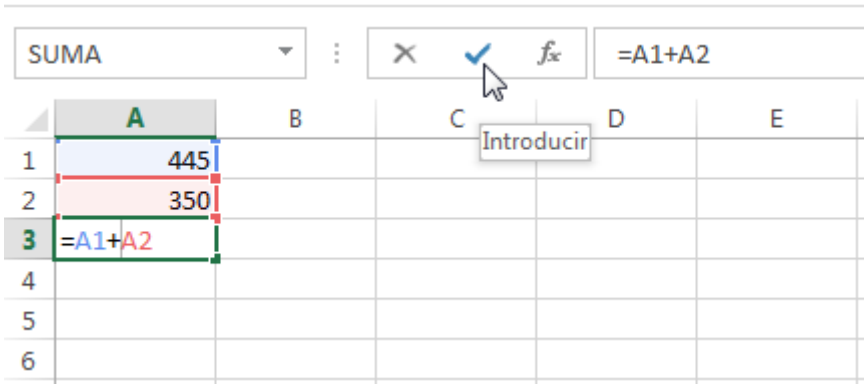 SUMA fx =A1+A2
A B C D E
Introducir
1 445
2 350
3 =A1+A2
4
5
6